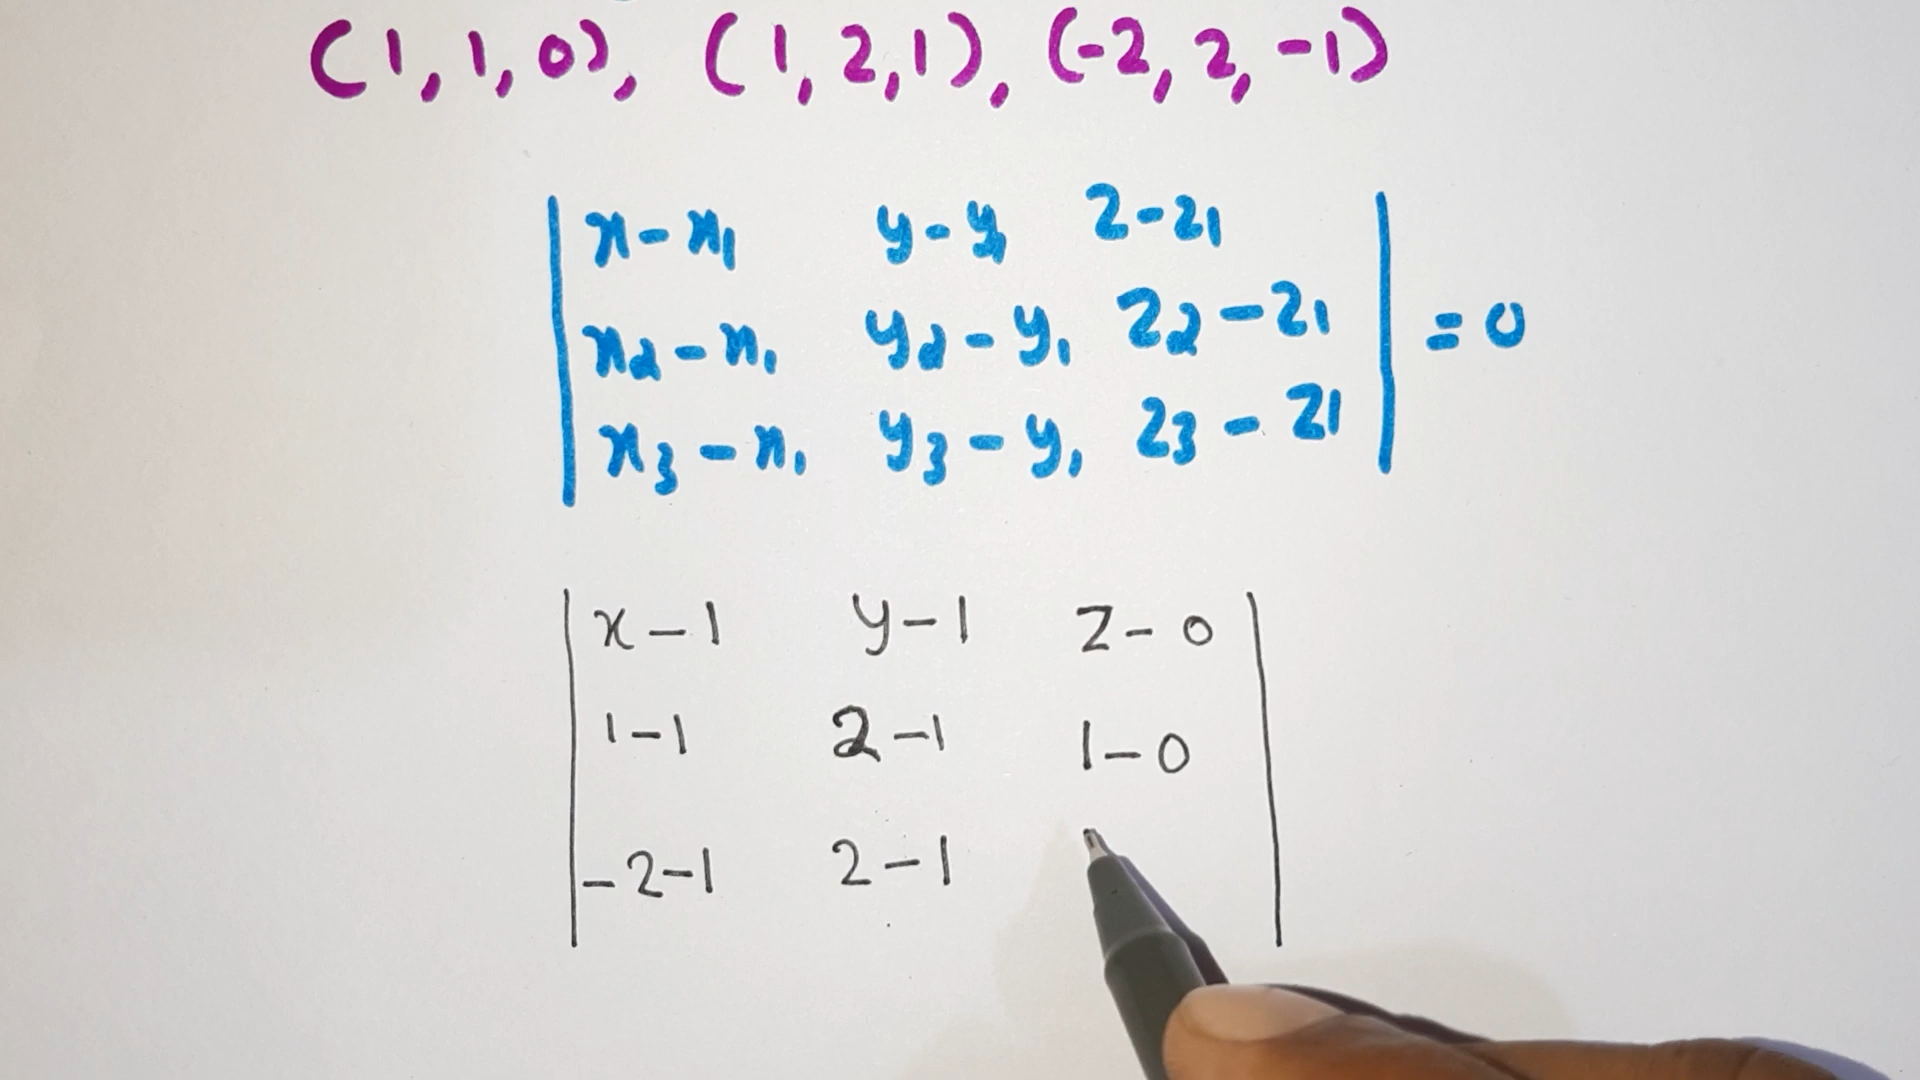 (1, 1, 0), (1, 2, 1), (-2, 2, -1)
| x - x₁ y - y₁ z - z₁ |
| x₂ - x₁ y₂ - y₁ z₂ - z₁ | = 0
| x₃ - x₁ y₃ - y₁ z₃ - z₁ |
| x - 1 y - 1 z - 0 |
| 1 - 1 2 - 1 1 - 0 |
| -2 - 1 2 - 1 |